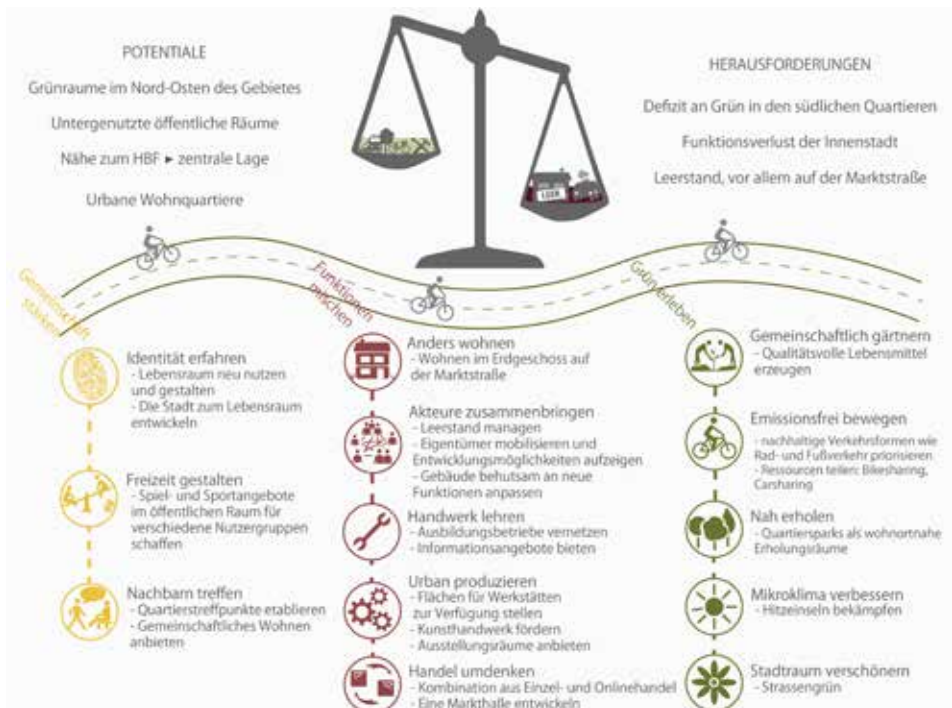 POTENTIALE
Grünraume im Nord-Osten des Gebietes
Untergenutzte öffentliche Räume
Nähe zum HBF ▸ zentrale Lage
Urbane Wohnquartiere
HERAUSFORDERUNGEN
Defizit an Grün in den südlichen Quartieren
Funktionsverlust der Innenstadt
Leerstand, vor allem auf der Marktstraße
LEER
Gemeinschaft
stärken
Identität erfahren
- Lebensraum neu nutzen
und gestalten
- Die Stadt zum Lebensraum
entwickeln
Freizeit gestalten
- Spiel- und Sportangebote
im öffentlichen Raum für
verschiedene Nutzergruppen
schaffen
Nachbarn treffen
- Quartierstreffpunkte etablieren
- Gemeinschaftliches Wohnen
anbieten
Funktionen
mischen
Anders wohnen
- Wohnen im Erdgeschoss auf
der Marktstraße
Akteure zusammenbringen
- Leerstand managen
- Eigentümer mobilisieren und
Entwicklungsmöglichkeiten aufzeigen
- Gebäude behutsam an neue
Funktionen anpassen
Handwerk lehren
- Ausbildungsbetriebe vernetzen
- Informationsangebote bieten
Urban produzieren
- Flächen für Werkstätten
zur Verfügung stellen
- Kunsthandwerk fördern
- Ausstellungsräume anbieten
Handel umdenken
- Kombination aus Einzel- und Onlinehandel
- Eine Markthalle entwickeln
Grün erleben
Gemeinschaftlich gärtnern
- Qualitätsvolle Lebensmittel
erzeugen
Emissionsfrei bewegen
- nachhaltige Verkehrsformen wie
Rad- und Fußverkehr priorisieren
- Ressourcen teilen: Bikesharing,
Carsharing
Nah erholen
- Quartiersparks als wohnortnahe
Erholungsräume
Mikroklima verbessern
- Hitzeinseln bekämpfen
Stadtraum verschönern
- Strassengrün